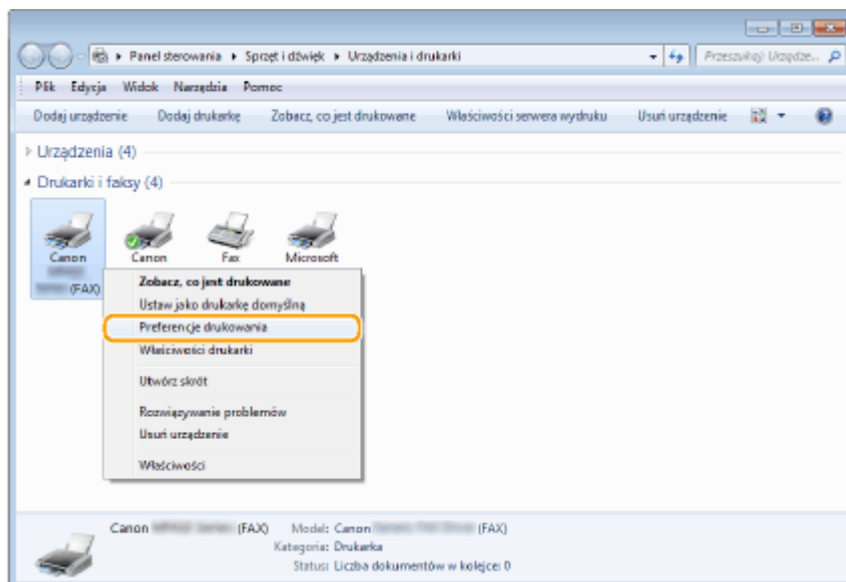 Panel sterowania ▸ Sprzęt i dźwięk ▸ Urządzenia i drukarki
Przeszukaj: Urządze...
Plik Edycja Widok Narzędzia Pomoc
Dodaj urządzenie Dodaj drukarkę Zobacz, co jest drukowane Właściwości serwera wydruku Usuń urządzenie
Urządzenia (4)
Drukarki i faksy (4)
Canon Canon Fax Microsoft
(FAX)
Zobacz, co jest drukowane
Ustaw jako drukarkę domyślną
Preferencje drukowania
Właściwości drukarki
Utwórz skrót
Rozwiązywanie problemów
Usuń urządzenie
Właściwości
Canon (FAX) Model: Canon (FAX)
Kategoria: Drukarka
Status: Liczba dokumentów w kolejce: 0